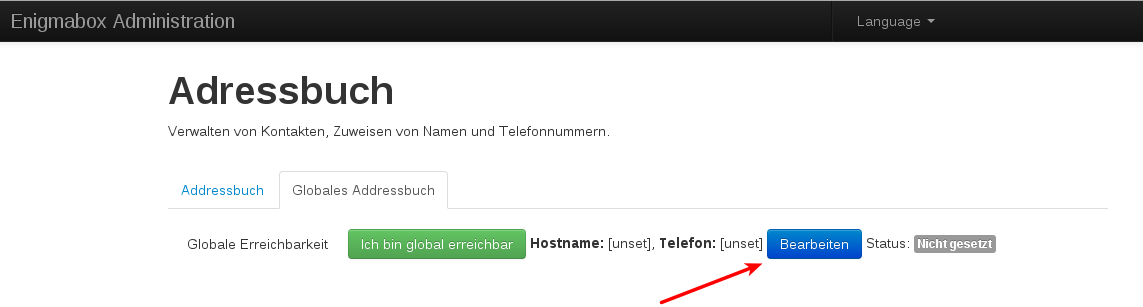 Enigmabox Administration Language
Adressbuch
Verwalten von Kontakten, Zuweisen von Namen und Telefonnummern.
Addressbuch Globales Addressbuch
Globale Erreichbarkeit Ich bin global erreichbar Hostname: [unset], Telefon: [unset] Bearbeiten Status: Nicht gesetzt